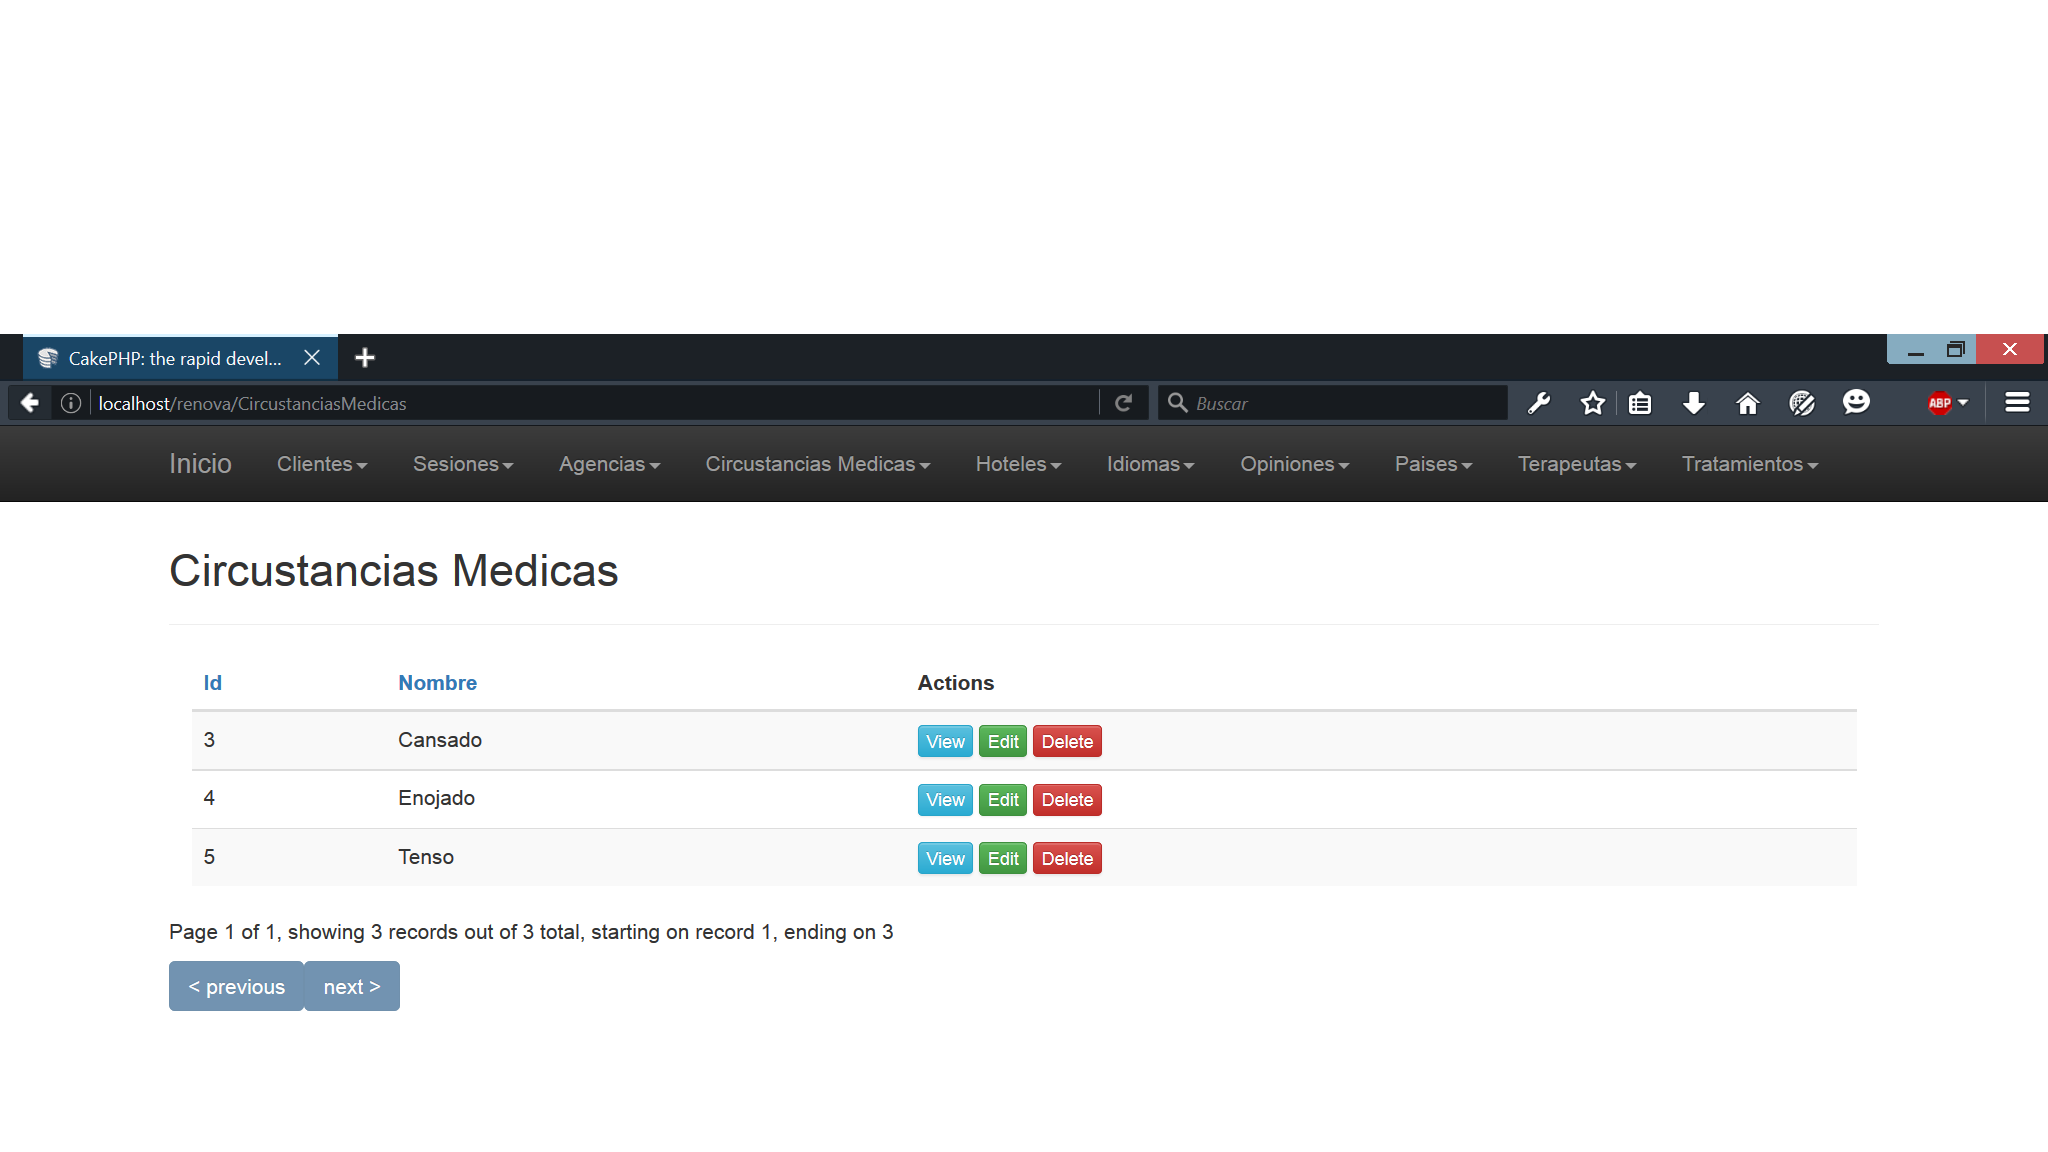 CakePHP: the rapid devel...
localhost/renova/CircustanciasMedicas
Buscar
ABP
Inicio Clientes Sesiones Agencias Circustancias Medicas Hoteles Idiomas Opiniones Paises Terapeutas Tratamientos
Circustancias Medicas
Id Nombre Actions
3 Cansado View Edit Delete
4 Enojado View Edit Delete
5 Tenso View Edit Delete
Page 1 of 1, showing 3 records out of 3 total, starting on record 1, ending on 3
< previous next >